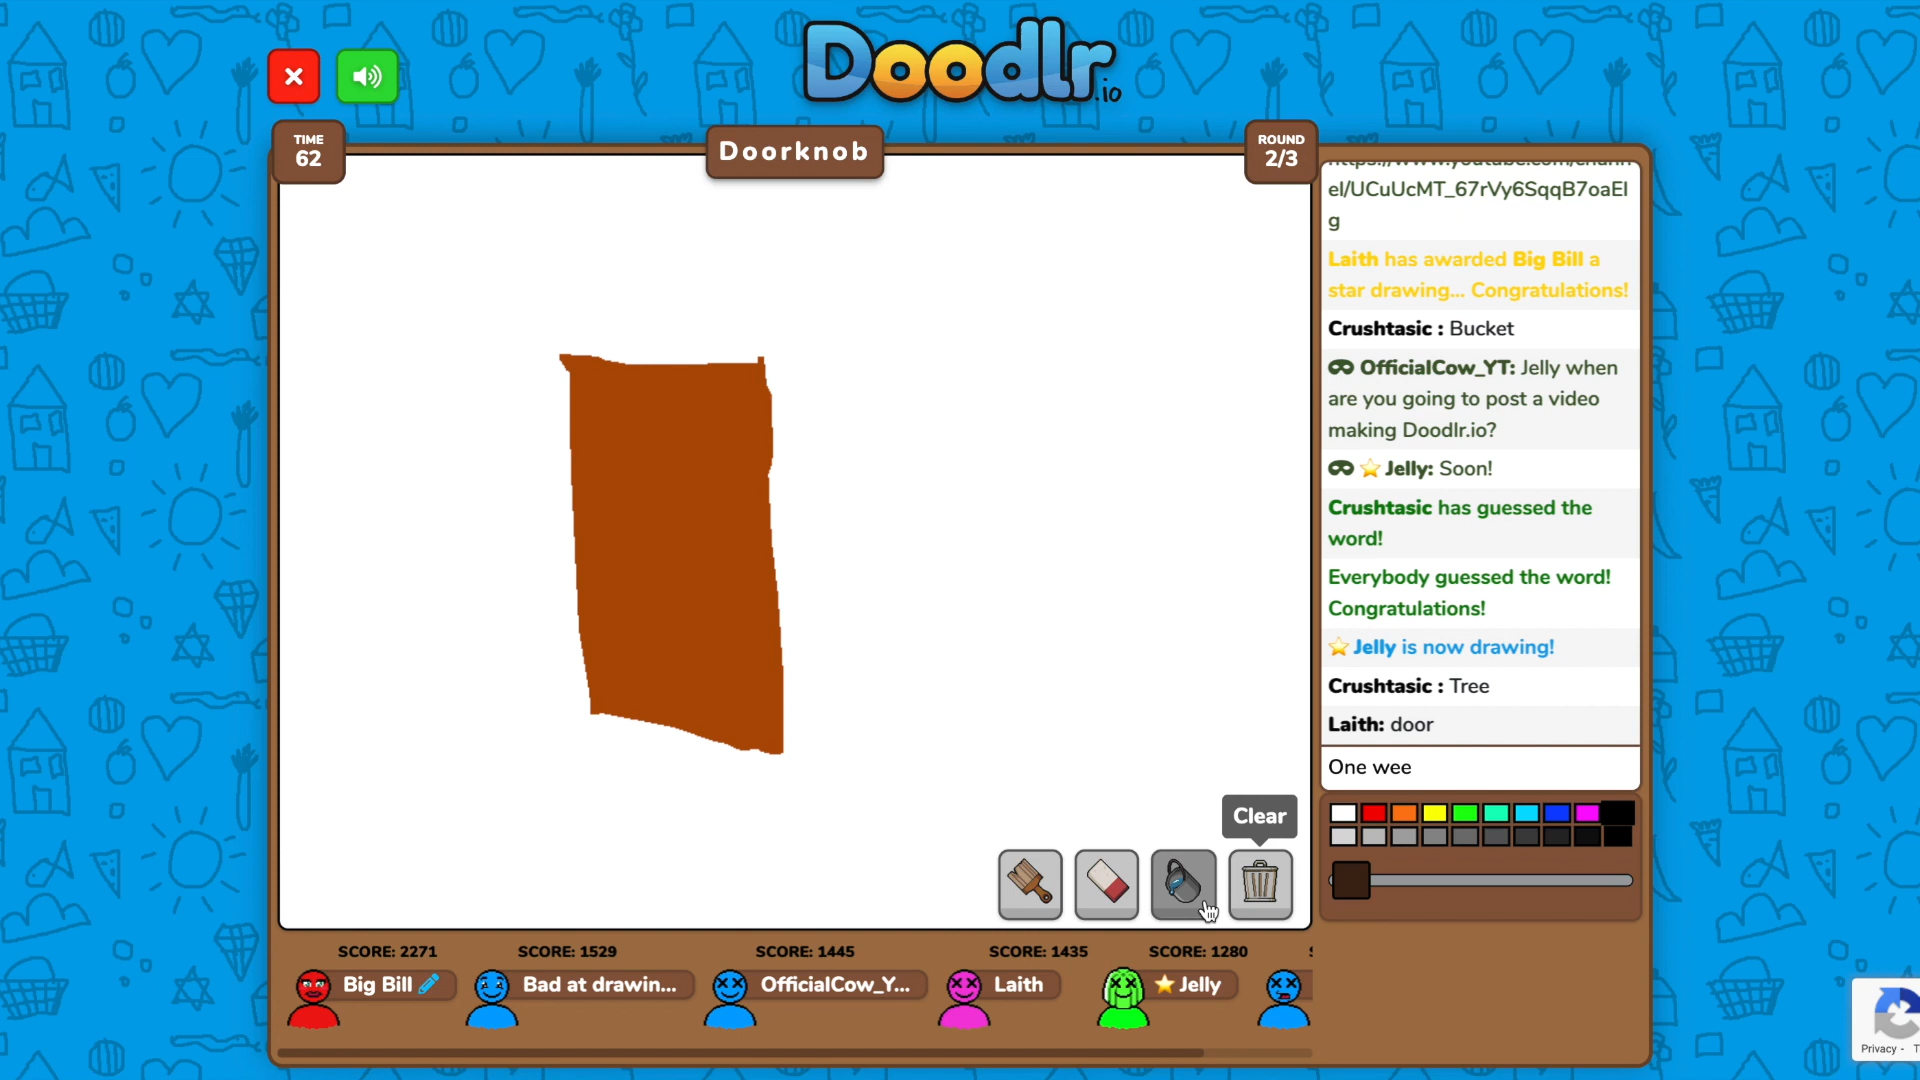 Doodlr.io
TIME
62
Doorknob
ROUND
2/3
el/UCuUcMT_67rVy6SqqB7oaEI
g
Laith has awarded Big Bill a
star drawing... Congratulations!
Crushtasic : Bucket
OfficialCow_YT: Jelly when
are you going to post a video
making Doodlr.io?
Jelly: Soon!
Crushtasic has guessed the
word!
Everybody guessed the word!
Congratulations!
Jelly is now drawing!
Crushtasic : Tree
Laith: door
One wee
Clear
SCORE: 2271
SCORE: 1529
SCORE: 1445
SCORE: 1435
SCORE: 1280
Big Bill
Bad at drawin...
OfficialCow_Y...
Laith
Jelly
Privacy - T